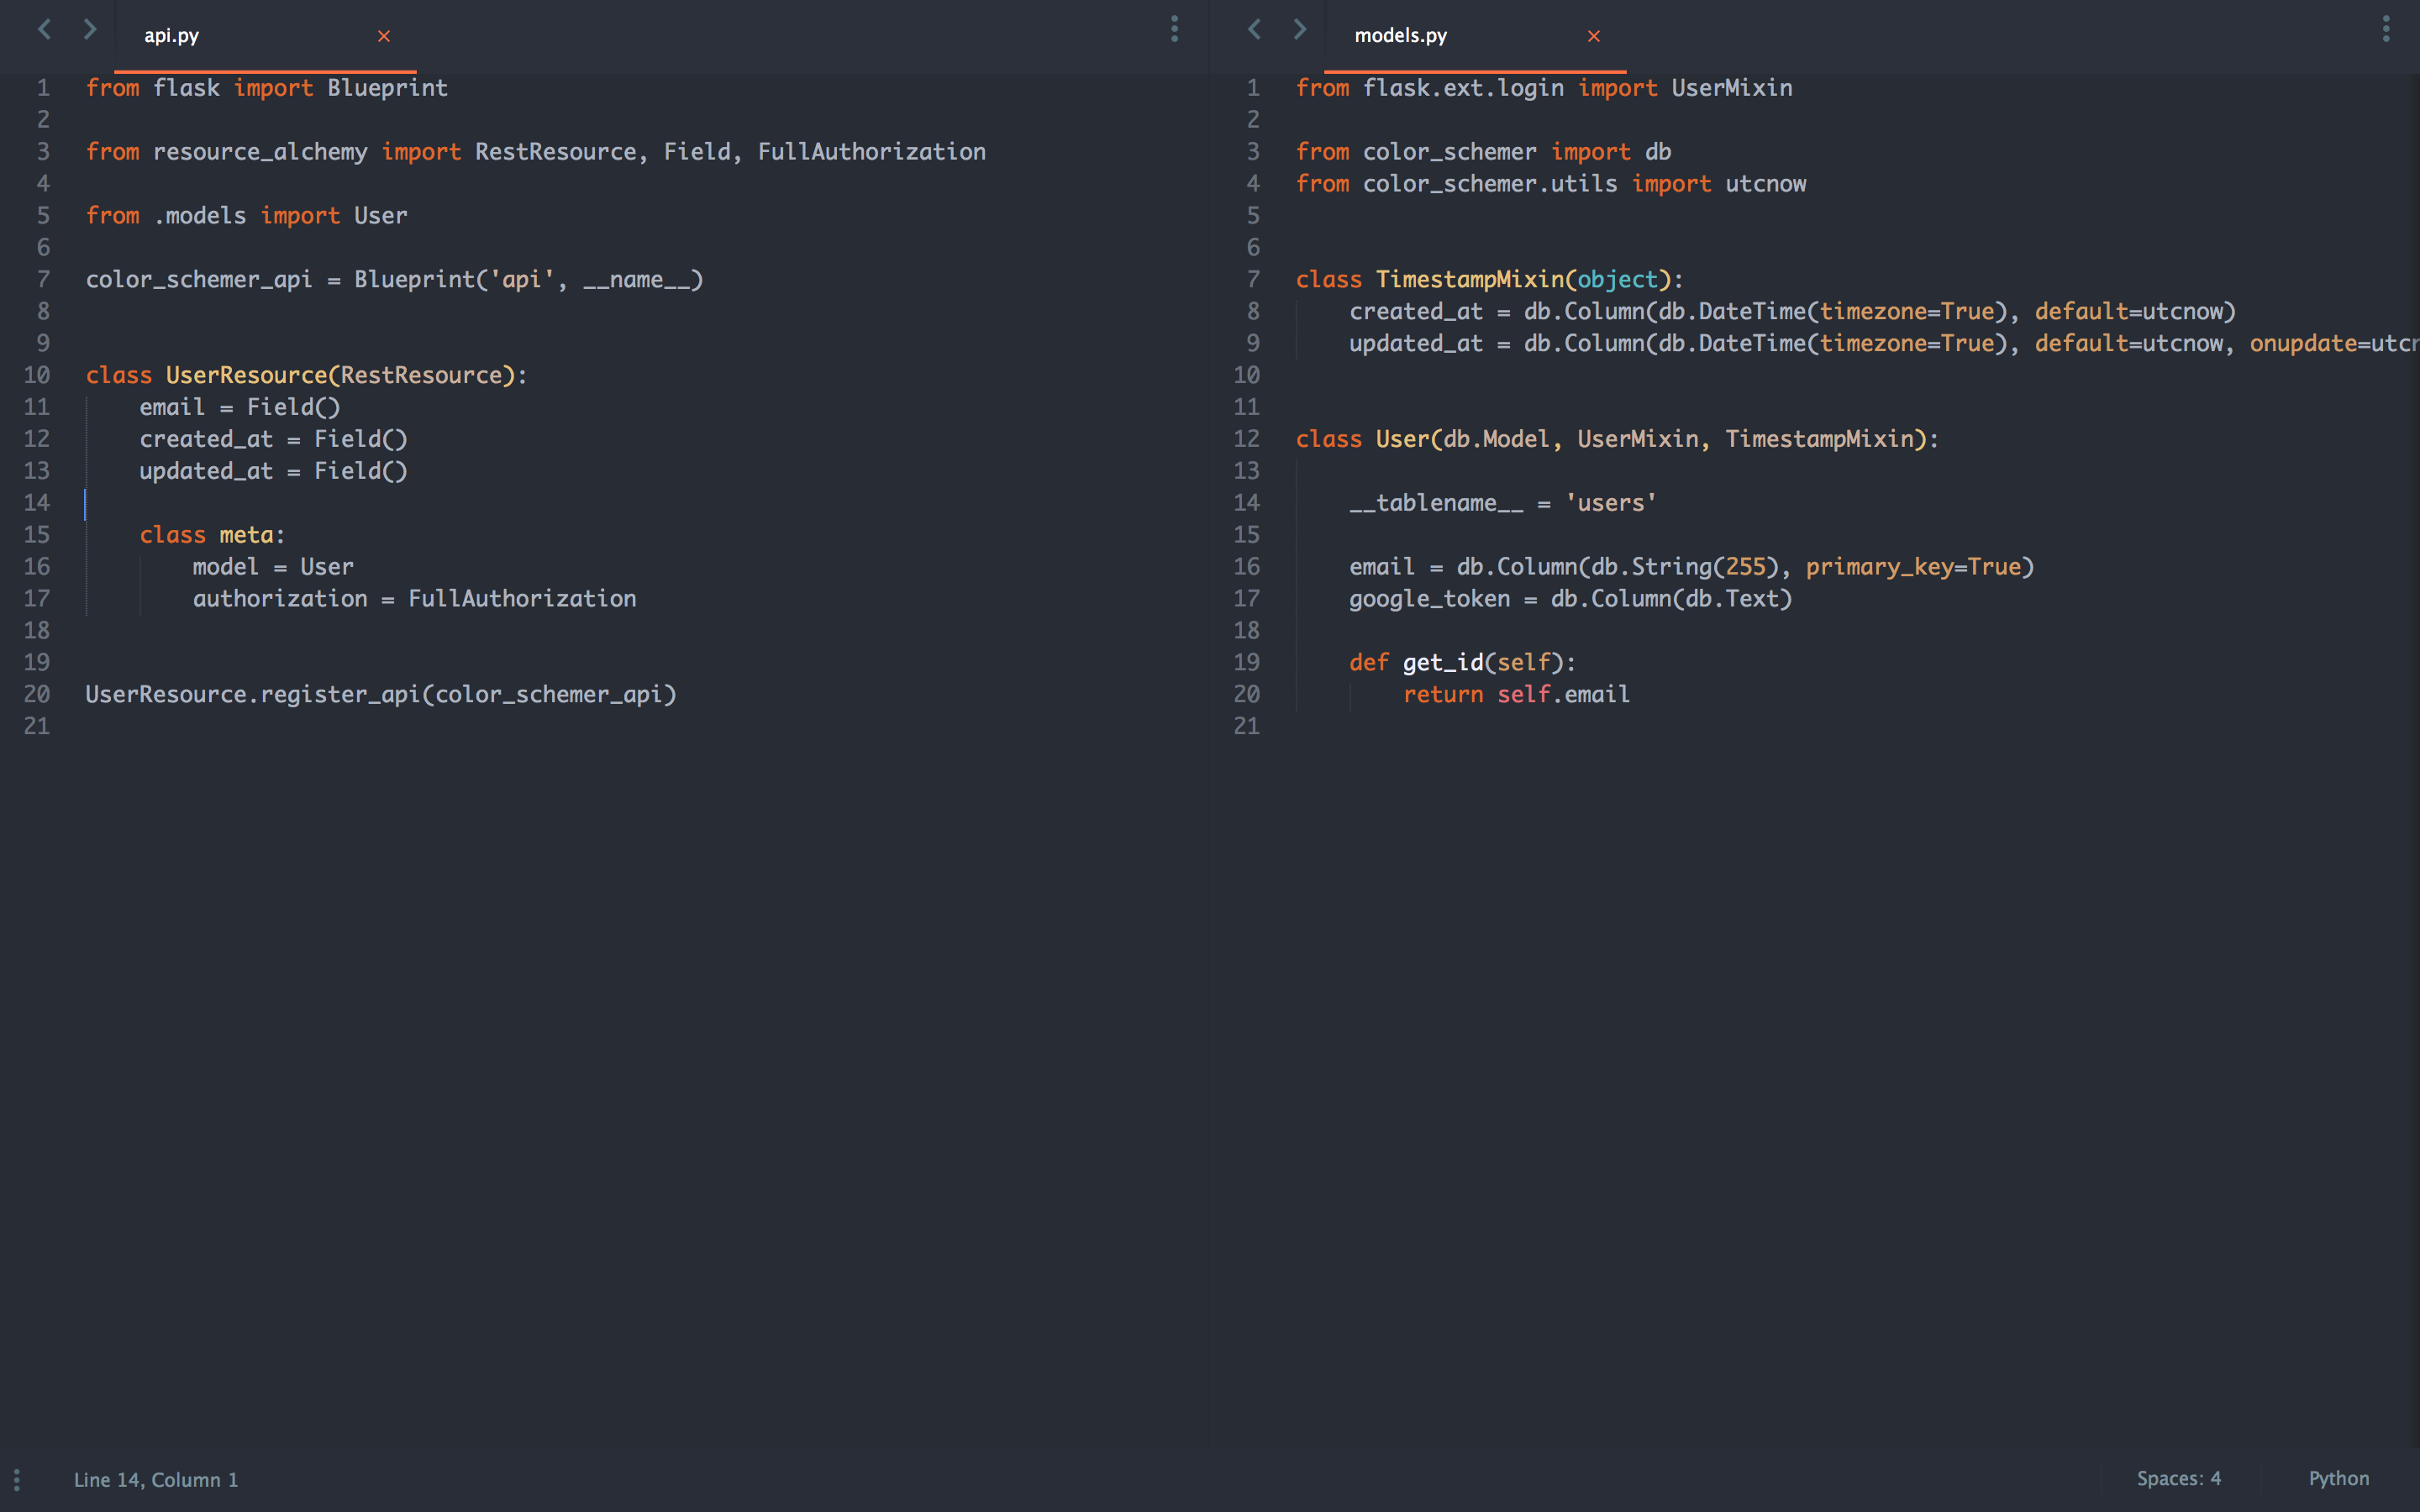 api.py
×
1 from flask import Blueprint
2
3 from resource_alchemy import RestResource, Field, FullAuthorization
4
5 from .models import User
6
7 color_schemer_api = Blueprint('api', __name__)
8
9
10 class UserResource(RestResource):
11     email = Field()
12     created_at = Field()
13     updated_at = Field()
14
15     class meta:
16         model = User
17         authorization = FullAuthorization
18
19
20 UserResource.register_api(color_schemer_api)
21
models.py
×
1 from flask.ext.login import UserMixin
2
3 from color_schemer import db
4 from color_schemer.utils import utcnow
5
6
7 class TimestampMixin(object):
8     created_at = db.Column(db.DateTime(timezone=True), default=utcnow)
9     updated_at = db.Column(db.DateTime(timezone=True), default=utcnow, onupdate=
10
11
12 class User(db.Model, UserMixin, TimestampMixin):
13
14     __tablename__ = 'users'
15
16     email = db.Column(db.String(255), primary_key=True)
17     google_token = db.Column(db.Text)
18
19     def get_id(self):
20         return self.email
21
Line 14, Column 1
Spaces: 4
Python